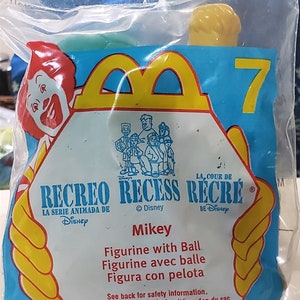 7
RECREO RECESS LA COUR DE RÉCRÉ
LA SERIE ANIMADA DE Disney © Disney DE Disney
Mikey
Figurine with Ball
Figurine avec balle
Figura con pelota
See back for safety information.